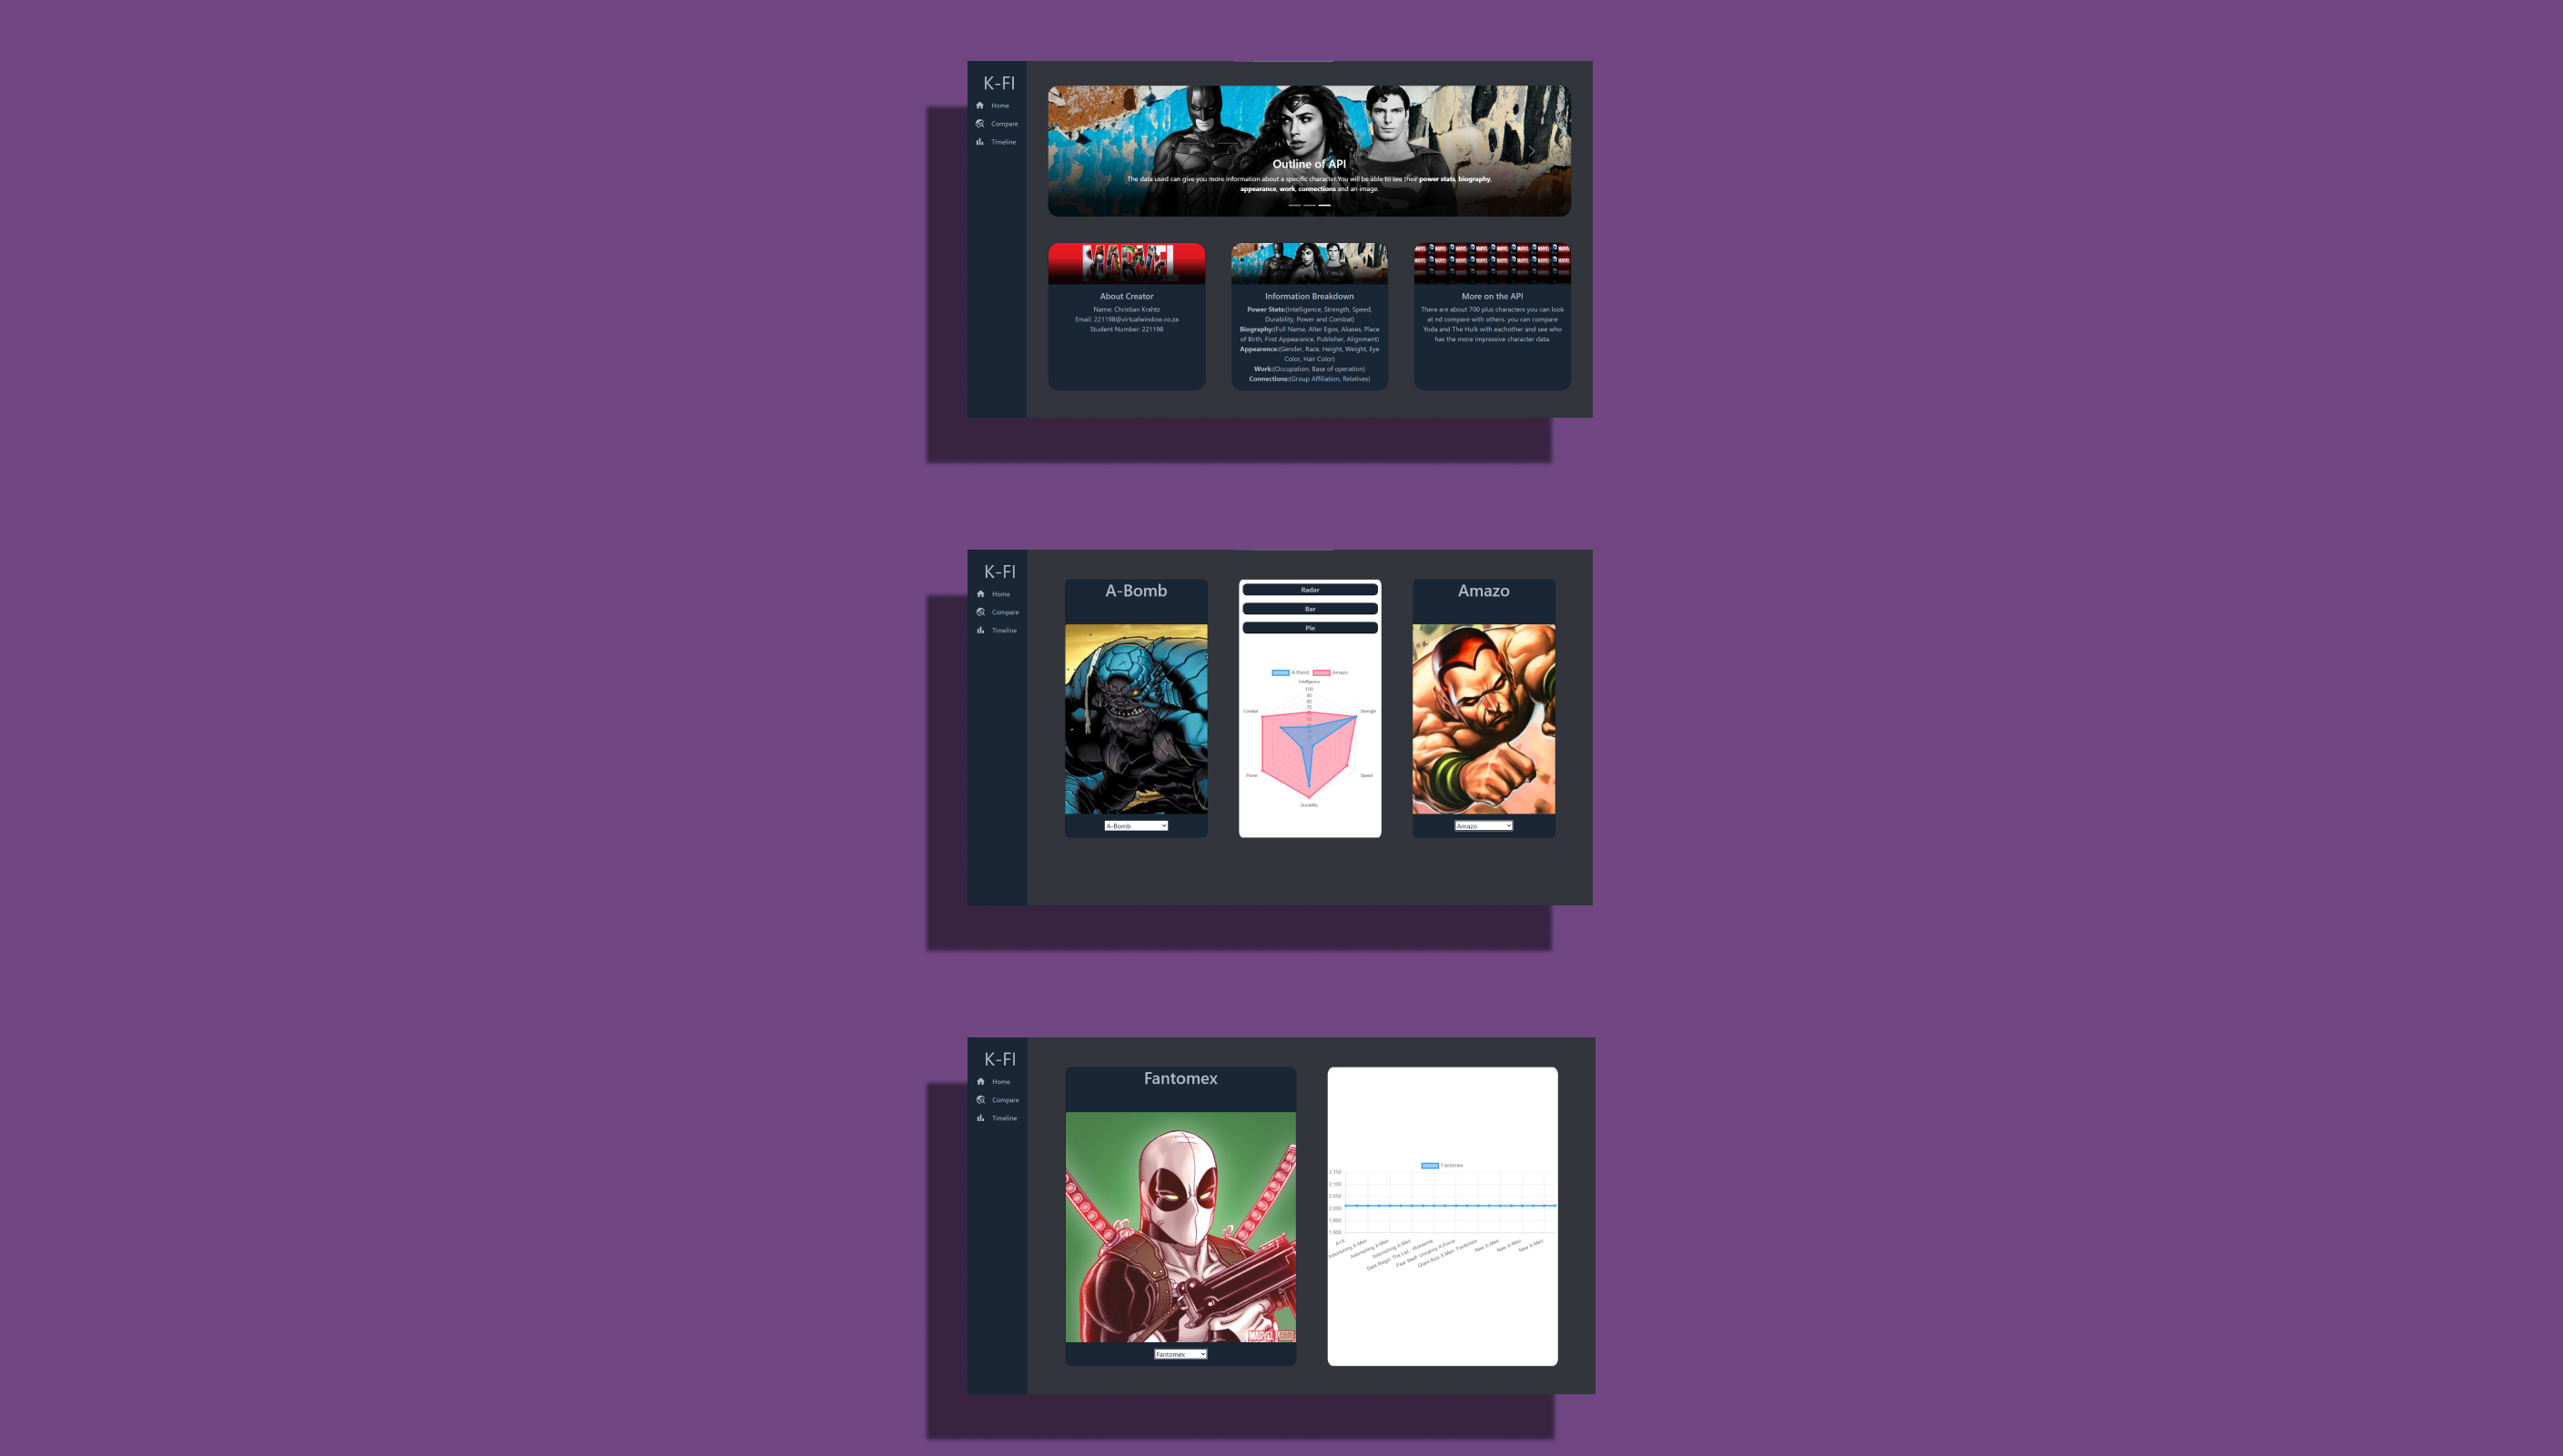 K-FI
Home
Compare
Timeline
Outline of API
The data used can give you more information about a specific character.You will be able to see their power stats, biography,
appearance, work, connections and an image.
MARVEL
About Creator
Name: Christian Krahtz
Email: 221198@virtualwindow.co.za
Student Number: 221198
Information Breakdown
Power Stats:(Intelligence, Strength, Speed,
Durability, Power and Combat)
Biography:(Full Name, Alter Egos, Aliases, Place
of Birth, First Appearance, Publisher, Alignment)
Appearence:(Gender, Race, Height, Weight, Eye
Color, Hair Color)
Work:(Occupation, Base of operation)
Connections:(Group Affiliation, Relatives)
More on the API
There are about 700 plus characters you can look
at nd compare with others. you can compare
Yoda and The Hulk with eachother and see who
has the more impressive character data.
K-FI
Home
Compare
Timeline
A-Bomb
A-Bomb
Radar
Bar
Pie
A-Bomb Amazo
Intelligence
100
90
80
70
Combat
Strength
Power
Speed
Durability
Amazo
Amazo
K-FI
Home
Compare
Timeline
Fantomex
MARVEL.COM
Fantomex
Fantomex
2,150
2,100
2,050
2,000
1,950
1,900
A+X
Astonishing X-Men
Astonishing X-Men
Astonishing X-Men
Dark Reign: The List - Wolverine
Fear Itself: Uncanny X-Force
Giant-Size X-Men: Fantomex
New X-Men
New X-Men
New X-Men